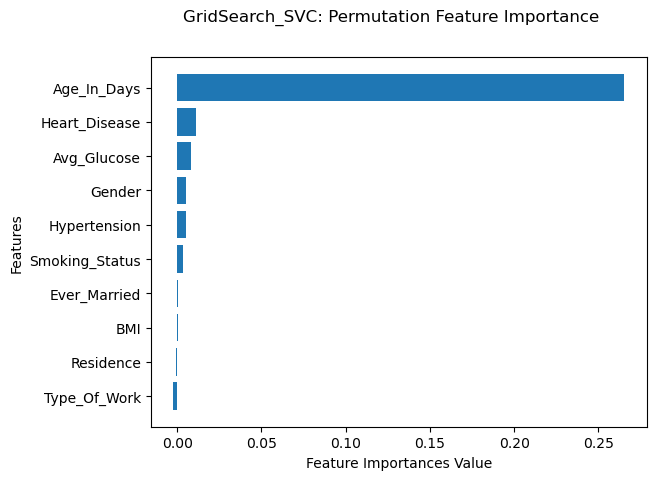 GridSearch_SVC: Permutation Feature Importance
Age_In_Days
Heart_Disease
Avg_Glucose
Gender
Hypertension
Smoking_Status
Ever_Married
BMI
Residence
Type_Of_Work
Features
0.00 0.05 0.10 0.15 0.20 0.25
Feature Importances Value